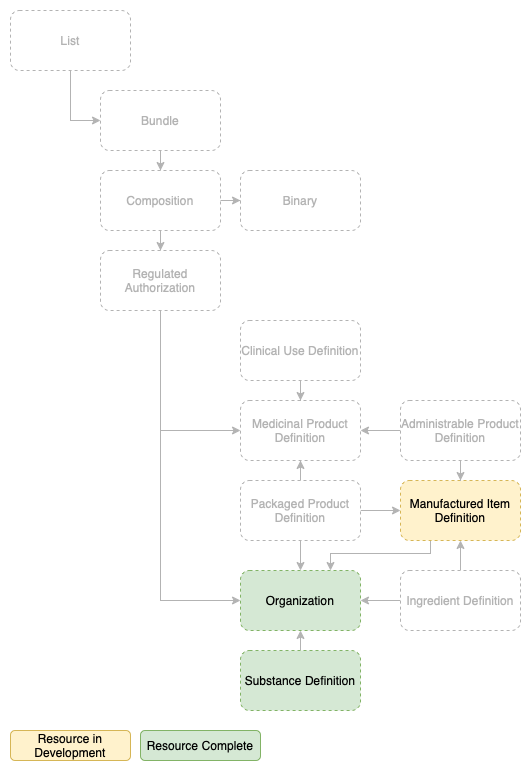 List
Bundle
Composition
Binary
Regulated
Authorization
Clinical Use Definition
Medicinal Product
Definition
Administrable Product
Definition
Packaged Product
Definition
Manufactured Item
Definition
Organization
Ingredient Definition
Substance Definition
Resource in
Development
Resource Complete